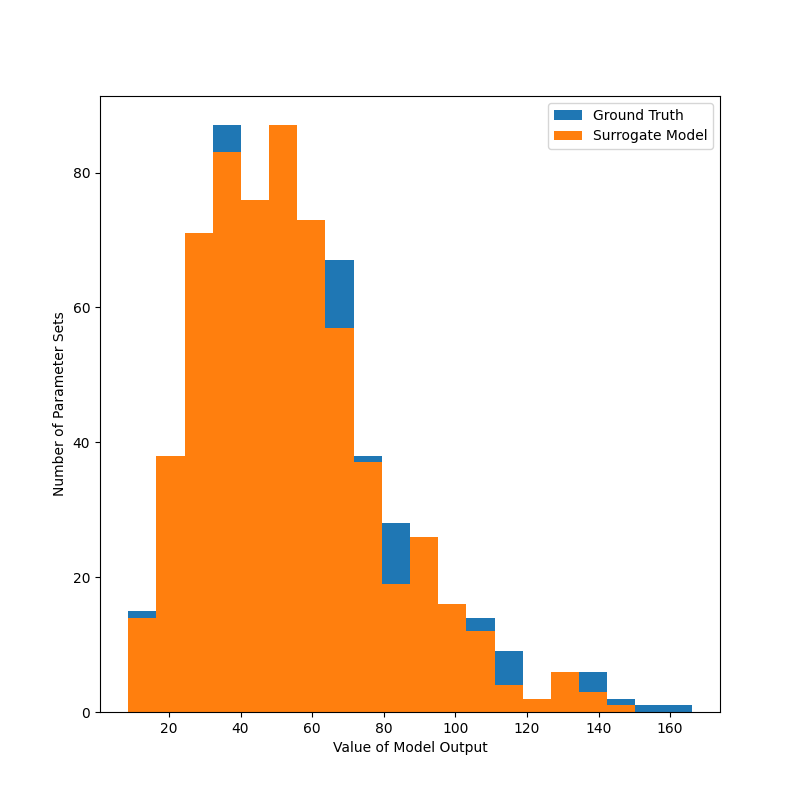 Ground Truth
Surrogate Model
80
60
40
20
0
Number of Parameter Sets
20 40 60 80 100 120 140 160
Value of Model Output